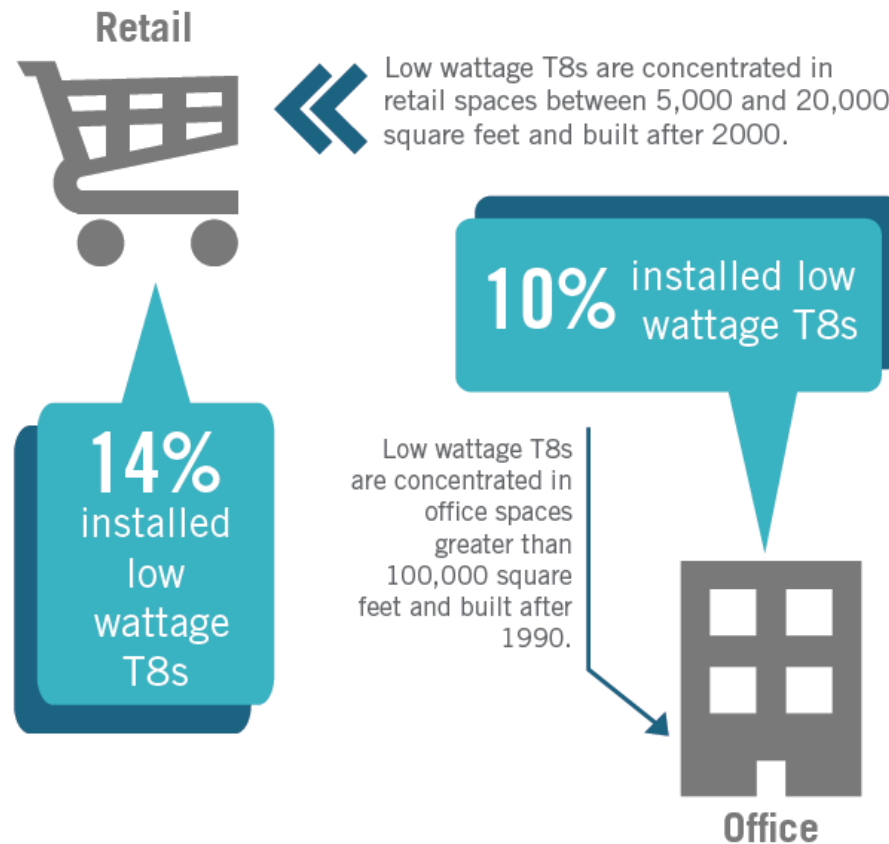 Retail
Low wattage T8s are concentrated in
retail spaces between 5,000 and 20,000
square feet and built after 2000.
10% installed low
wattage T8s
14%
installed
low
wattage
T8s
Low wattage T8s
are concentrated in
office spaces
greater than
100,000 square
feet and built after
1990.
Office